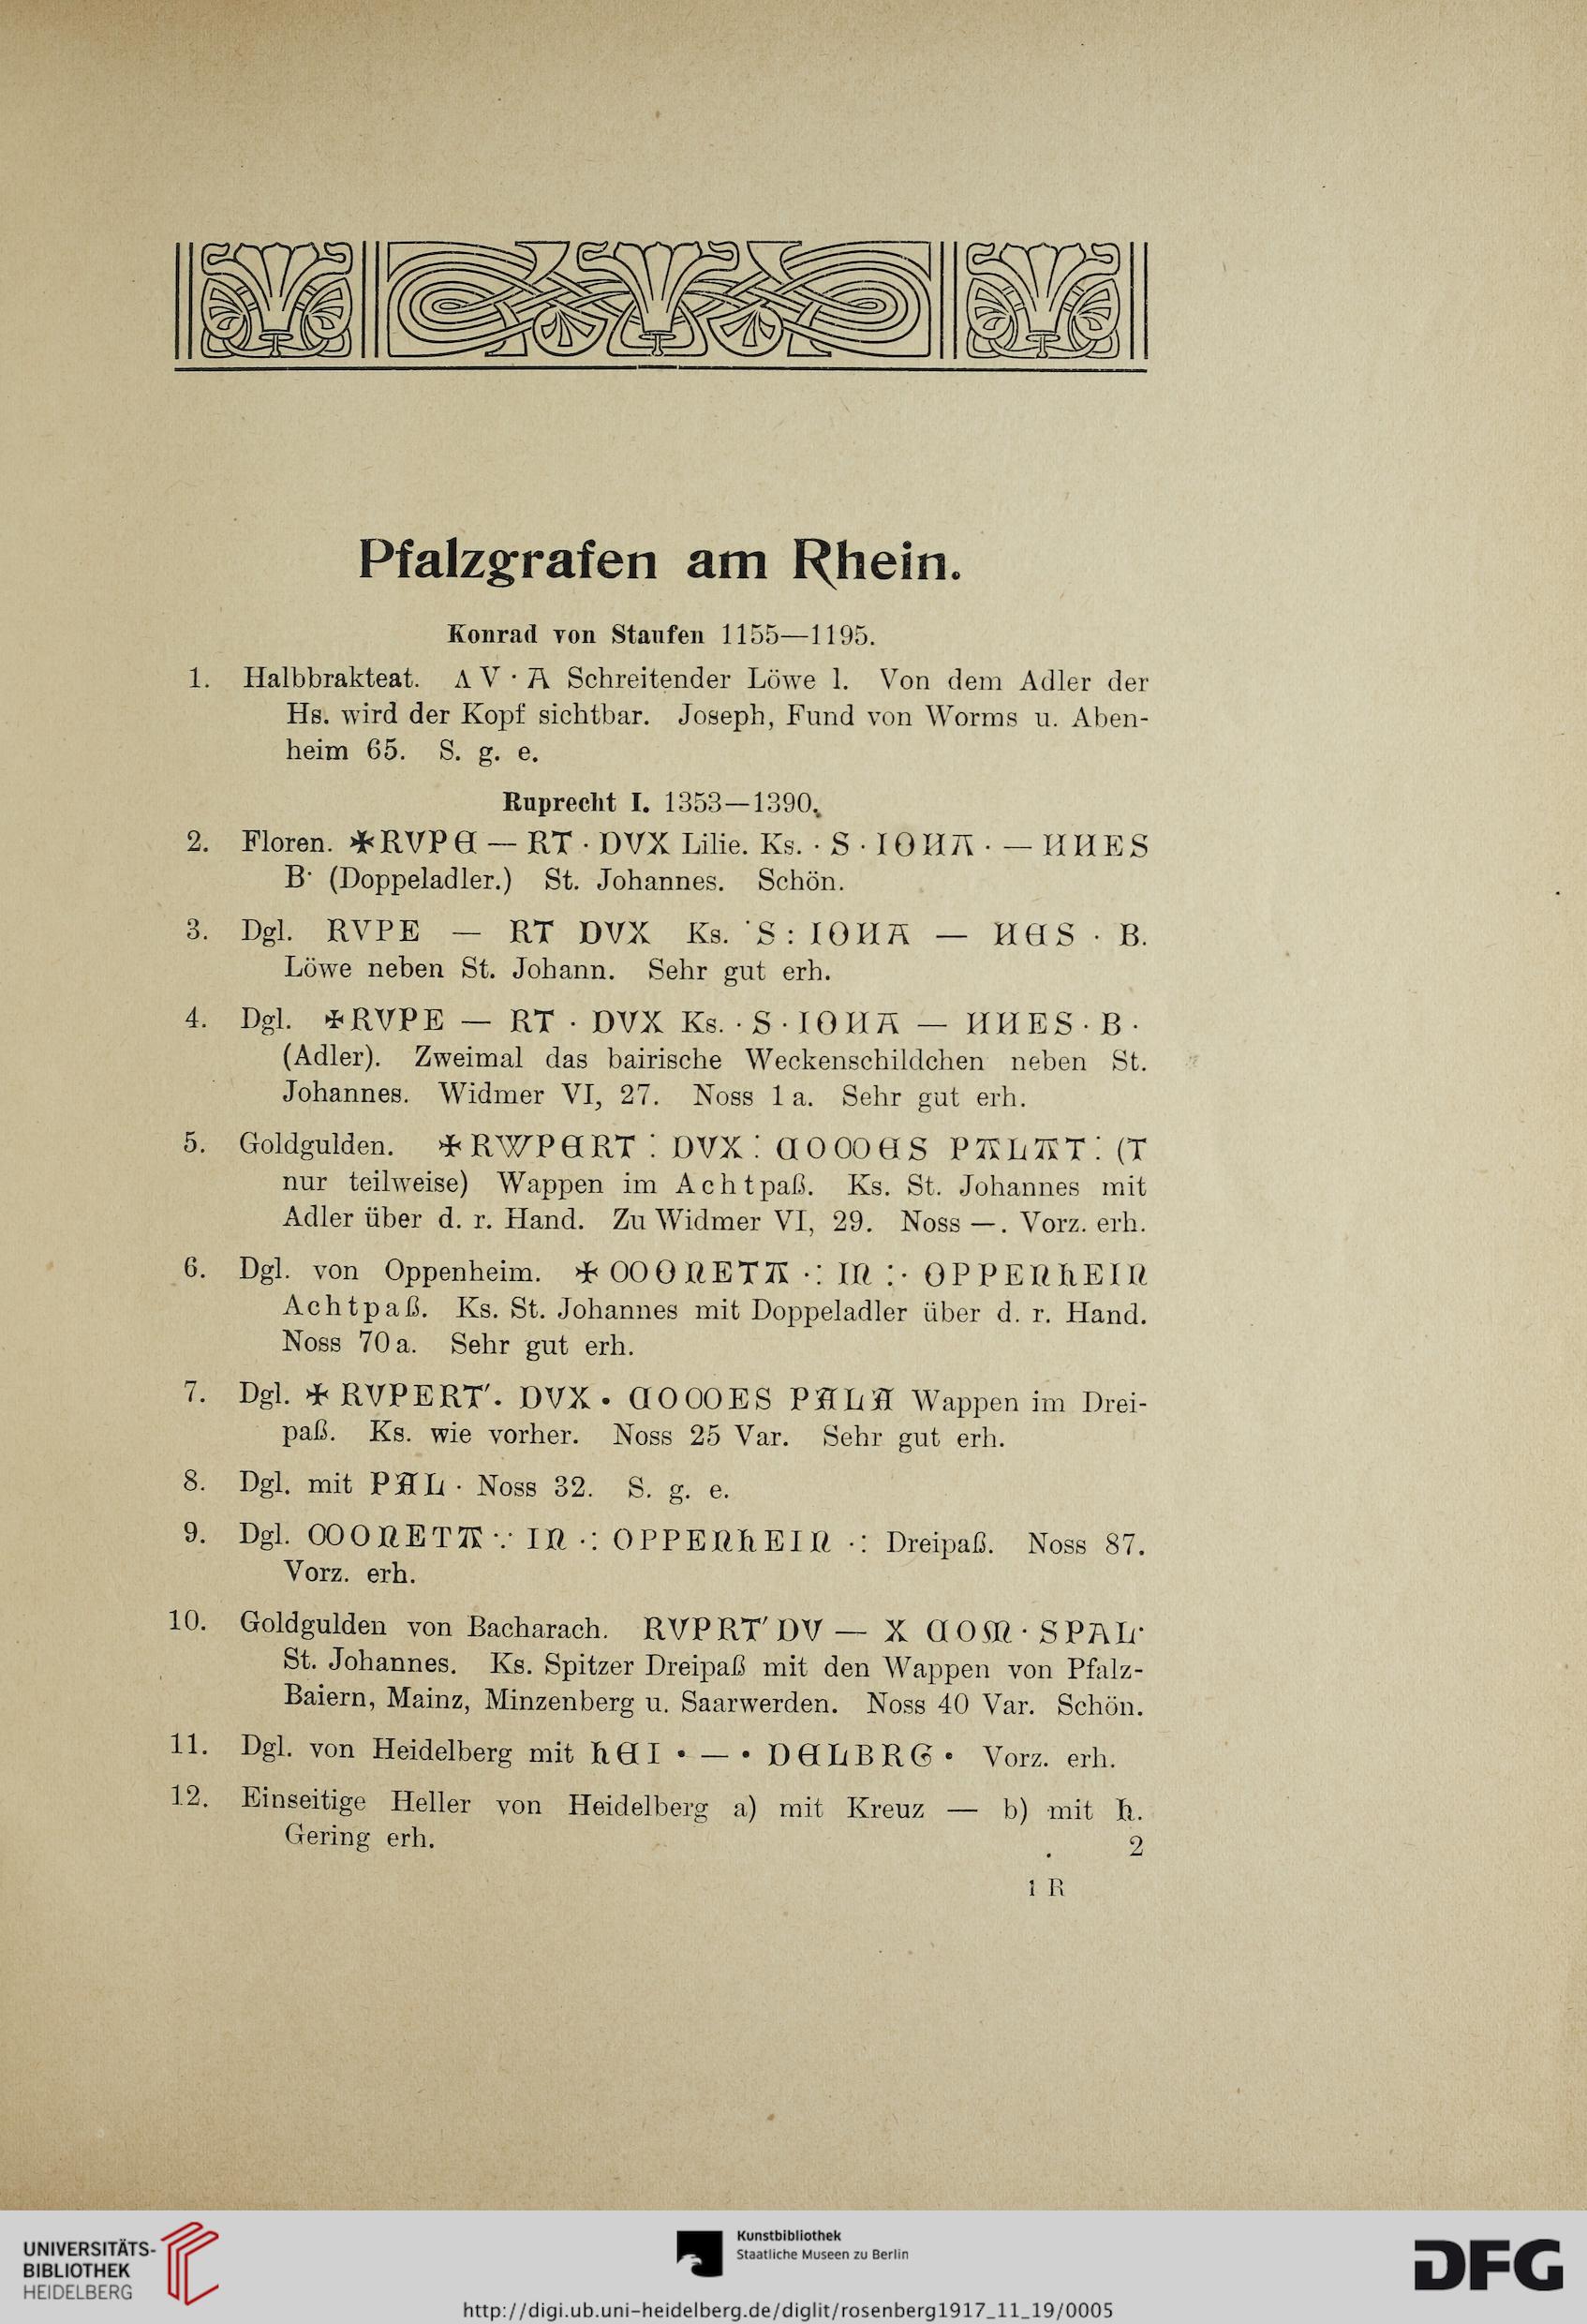 Pfalzgrafen am Rhein.
Konrad von Staufen 1155—1195.
1. Halbbrakteat. Λ V · A Schreitender Löwe l. Von dem Adler der
Hs. wird der Kopf sichtbar. Joseph, Fund von Worms u. Aben-
heim 65. S. g. e.
Ruprecht I. 1353—1390.
2. Floren. ✠RVPE — RT · DVX Lilie. Ks. · S · IOHA · — HHES
B· (Doppeladler.) St. Johannes. Schön.
3. Dgl. RVPE — RT DVX Ks. ˙S : IOHA — HES · B.
Löwe neben St. Johann. Sehr gut erh.
4. Dgl. ✠RVPE — RT · DVX Ks. · S · IOHA — HHES · B ·
(Adler). Zweimal das bairische Weckenschildchen neben St.
Johannes. Widmer VI, 27. Noss 1 a. Sehr gut erh.
5. Goldgulden. ✠RWPERT : DVX : COOOES PALAT : (T
nur teilweise) Wappen im Achtpaß. Ks. St. Johannes mit
Adler über d. r. Hand. Zu Widmer VI, 29. Noss —. Vorz. erh.
6. Dgl. von Oppenheim. ✠ OOONETA ·: IN :· OPPENhEIN
Achtpaß. Ks. St. Johannes mit Doppeladler über d. r. Hand.
Noss 70 a. Sehr gut erh.
7. Dgl. ✠ RVPERT′. DVX • COOOES PALA Wappen im Drei-
paß. Ks. wie vorher. Noss 25 Var. Sehr gut erh.
8. Dgl. mit PAL · Noss 32. S. g. e.
9. Dgl. OOONETA ∵ IN ·: OPPENhEIN ·: Dreipaß. Noss 87.
Vorz. erh.
10. Goldgulden von Bacharach. RVPRT′ DV — X COM · SPAL·
St. Johannes. Ks. Spitzer Dreipaß mit den Wappen von Pfalz-
Baiern, Mainz, Minzenberg u. Saarwerden. Noss 40 Var. Schön.
11. Dgl. von Heidelberg mit hEI • — • DELBRG • Vorz. erh.
12. Einseitige Heller von Heidelberg a) mit Kreuz — b) mit h.
Gering erh. 2
1 R
UNIVERSITÄTS-
BIBLIOTHEK
HEIDELBERG
Kunstbibliothek
Staatliche Museen zu Berlin
DFG
http://digi.ub.uni-heidelberg.de/diglit/rosenberg1917_11_19/0005